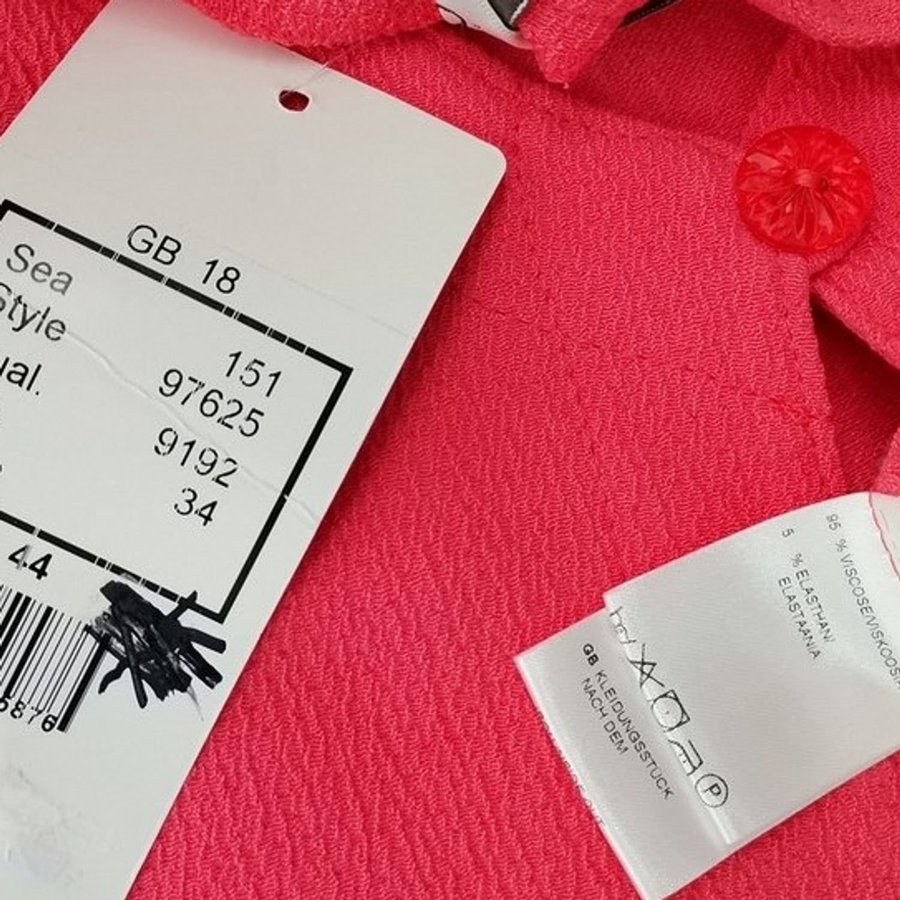 GB 18
Sea
151
Style
97625
ual.
9192
34
44
5876
95 % VISCOSE/VISKOOSI
5 % ELASTHAN/
ELASTAANIA
P
GB KLEIDUNGSSTÜCK
NACH DEM